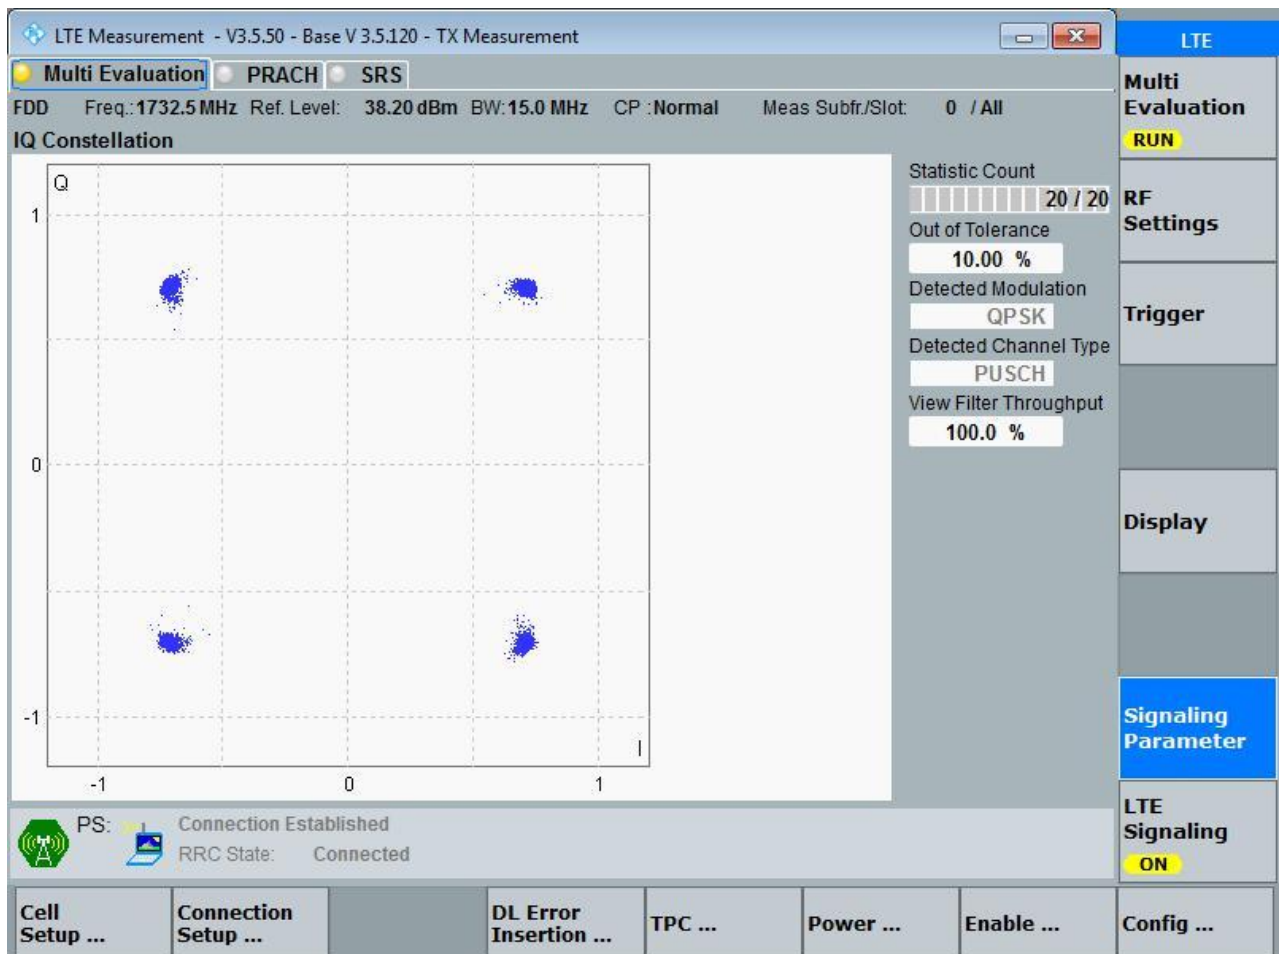 LTE Measurement - V3.5.50 - Base V 3.5.120 - TX Measurement
LTE
Multi Evaluation PRACH SRS
FDD Freq.:1732.5 MHz Ref. Level: 38.20 dBm BW:15.0 MHz CP :Normal Meas Subfr./Slot: 0 / All
IQ Constellation
Q
1
0
-1
-1 0 1
I
Statistic Count
20 / 20
Out of Tolerance
10.00 %
Detected Modulation
QPSK
Detected Channel Type
PUSCH
View Filter Throughput
100.0 %
Multi
Evaluation
RUN
RF
Settings
Trigger
Display
Signaling
Parameter
LTE
Signaling
ON
PS: Connection Established
RRC State: Connected
Cell
Setup ...
Connection
Setup ...
DL Error
Insertion ...
TPC ...
Power ...
Enable ...
Config ...